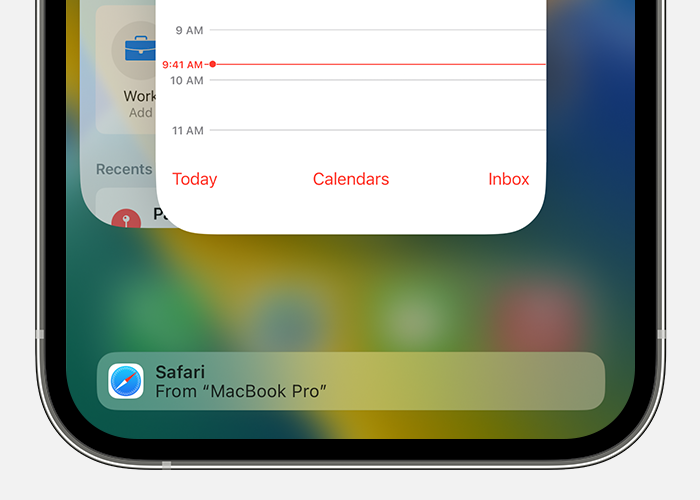 9 AM
9:41 AM
10 AM
11 AM
Today Calendars Inbox
Work
Add
Recents
Safari
From “MacBook Pro”